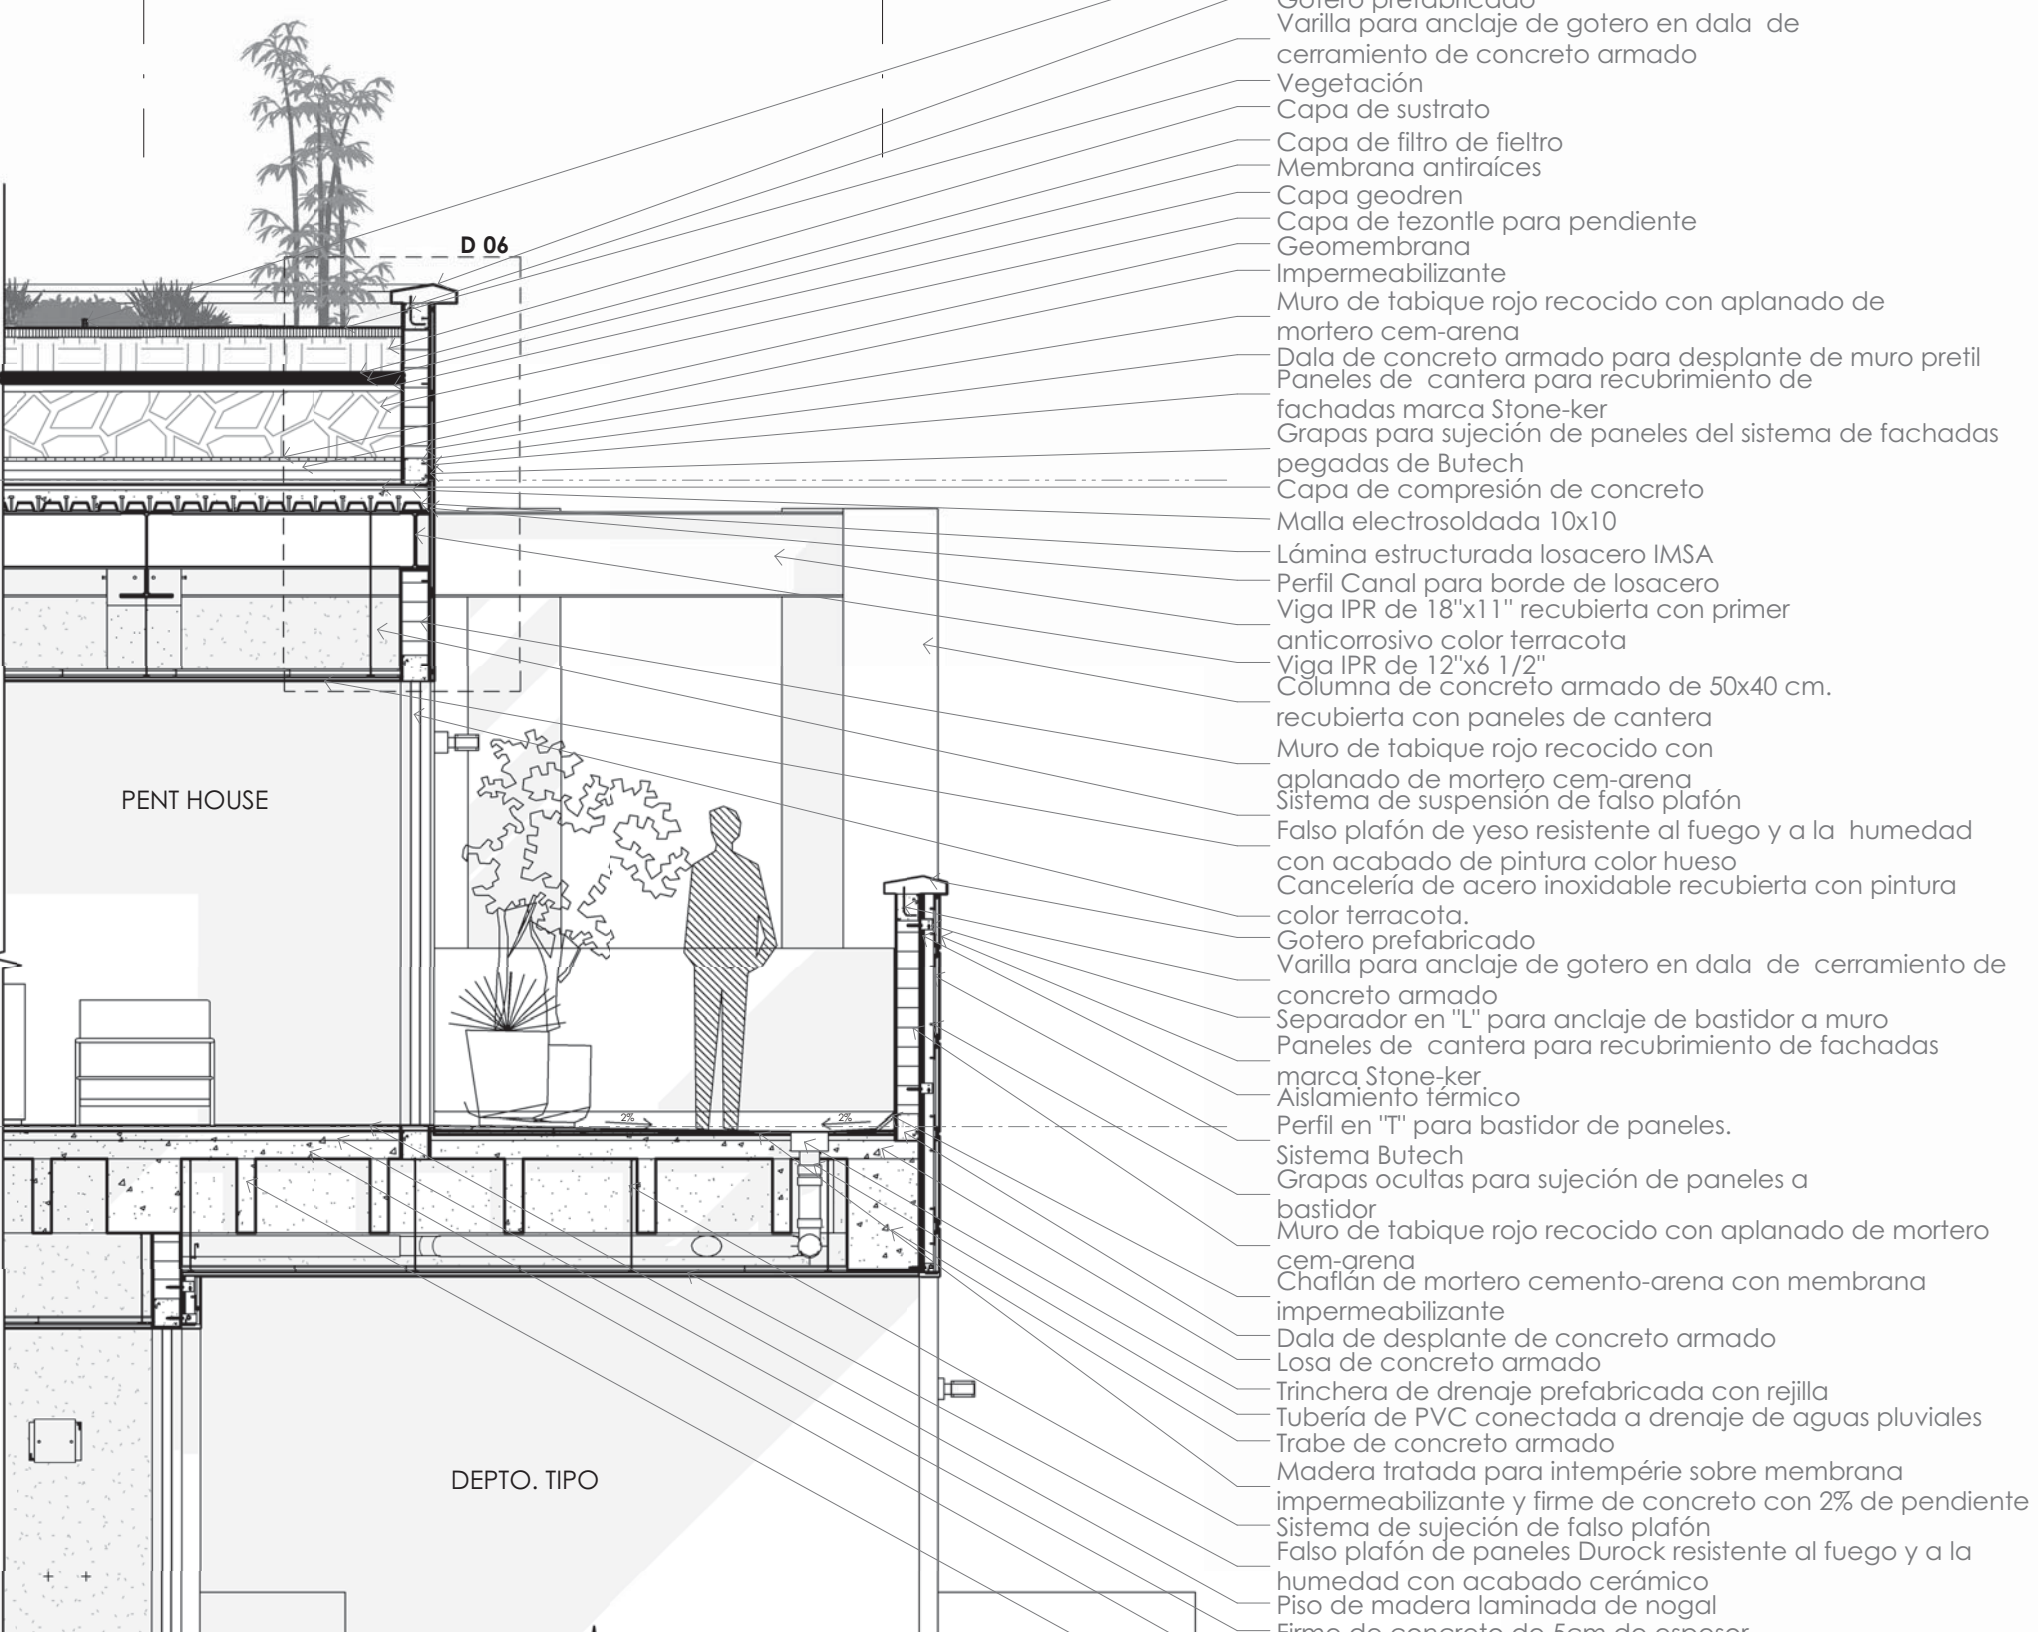 Gotero prefabricado
Varilla para anclaje de gotero en dala de
cerramiento de concreto armado
Vegetación
Capa de sustrato
Capa de filtro de fieltro
Membrana antiraíces
Capa geodren
Capa de tezontle para pendiente
Geomembrana
Impermeabilizante
Muro de tabique rojo recocido con aplanado de
mortero cem-arena
Dala de concreto armado para desplante de muro pretil
Paneles de cantera para recubrimiento de
fachadas marca Stone-ker
Grapas para sujeción de paneles del sistema de fachadas
pegadas de Butech
Capa de compresión de concreto
Malla electrosoldada 10x10
Lámina estructurada losacero IMSA
Perfil Canal para borde de losacero
Viga IPR de 18"x11" recubierta con primer
anticorrosivo color terracota
Viga IPR de 12"x6 1/2"
Columna de concreto armado de 50x40 cm.
recubierta con paneles de cantera
Muro de tabique rojo recocido con
aplanado de mortero cem-arena
Sistema de suspensión de falso plafón
Falso plafón de yeso resistente al fuego y a la humedad
con acabado de pintura color hueso
Cancelería de acero inoxidable recubierta con pintura
color terracota.
Gotero prefabricado
Varilla para anclaje de gotero en dala de cerramiento de
concreto armado
Separador en "L" para anclaje de bastidor a muro
Paneles de cantera para recubrimiento de fachadas
marca Stone-ker
Aislamiento térmico
Perfil en "T" para bastidor de paneles.
Sistema Butech
Grapas ocultas para sujeción de paneles a
bastidor
Muro de tabique rojo recocido con aplanado de mortero
cem-arena
Chaflán de mortero cemento-arena con membrana
impermeabilizante
Dala de desplante de concreto armado
Losa de concreto armado
Trinchera de drenaje prefabricada con rejilla
Tubería de PVC conectada a drenaje de aguas pluviales
Trabe de concreto armado
Madera tratada para intempérie sobre membrana
impermeabilizante y firme de concreto con 2% de pendiente
Sistema de sujeción de falso plafón
Falso plafón de paneles Durock resistente al fuego y a la
humedad con acabado cerámico
Piso de madera laminada de nogal
Firme de concreto de 5cm de espesor
D 06
PENT HOUSE
2%
2%
DEPTO. TIPO